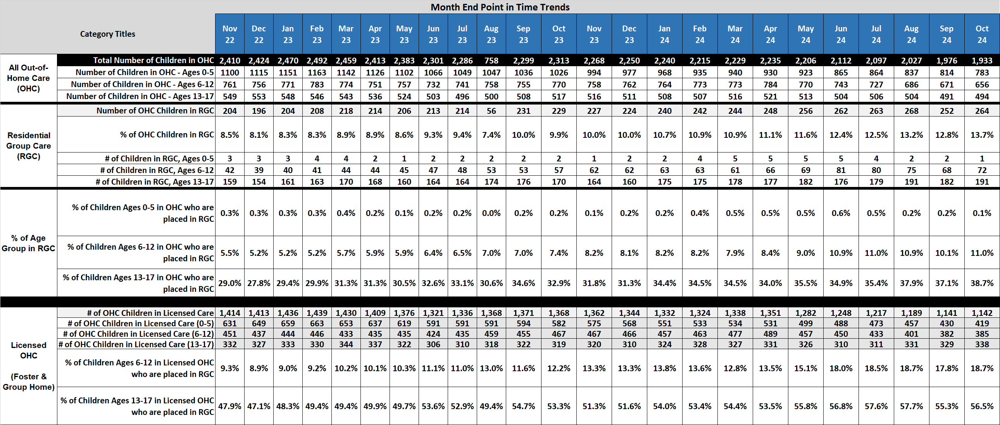 Month End Point in Time Trends
Category Titles Nov 22 Dec 22 Jan 23 Feb 23 Mar 23 Apr 23 May 23 Jun 23 Jul 23 Aug 23 Sep 23 Oct 23 Nov 23 Dec 23 Jan 24 Feb 24 Mar 24 Apr 24 May 24 Jun 24 Jul 24 Aug 24 Sep 24 Oct 24
All Out-of-
Home Care
(OHC)
Total Number of Children in OHC 2,410 2,424 2,470 2,492 2,459 2,413 2,383 2,301 2,286 758 2,299 2,313 2,268 2,250 2,240 2,215 2,229 2,235 2,206 2,112 2,097 2,027 1,976 1,933
Number of Children in OHC - Ages 0-5 1100 1115 1151 1163 1142 1126 1102 1066 1049 1047 1036 1026 994 977 968 935 940 930 923 865 864 837 814 783
Number of Children in OHC - Ages 6-12 761 756 771 783 774 751 757 732 741 758 755 770 758 762 764 773 773 784 770 743 727 686 671 656
Number of Children in OHC - Ages 13-17 549 553 548 546 543 536 524 503 496 500 508 517 516 511 508 507 516 521 513 504 506 504 491 494
Residential
Group Care
(RGC)
Number of OHC Children in RGC 204 196 204 208 218 214 206 213 214 56 231 229 227 224 240 242 244 248 256 262 263 268 252 264
% of OHC Children in RGC 8.5% 8.1% 8.3% 8.3% 8.9% 8.9% 8.6% 9.3% 9.4% 7.4% 10.0% 9.9% 10.0% 10.0% 10.7% 10.9% 10.9% 11.1% 11.6% 12.4% 12.5% 13.2% 12.8% 13.7%
# of Children in RGC, Ages 0-5 3 3 3 4 4 2 1 2 2 2 2 2 1 2 2 4 5 5 5 5 4 2 2 1
# of Children in RGC, Ages 6-12 42 39 40 41 44 44 45 47 48 53 53 57 62 62 63 63 61 66 69 81 80 75 68 72
# of Children in RGC, Ages 13-17 159 154 161 163 170 168 160 164 164 174 176 170 164 160 175 175 178 177 182 176 179 191 182 191
% of Age
Group in RGC
% of Children Ages 0-5 in OHC who are
placed in RGC 0.3% 0.3% 0.3% 0.3% 0.4% 0.2% 0.1% 0.2% 0.2% 0.0% 0.2% 0.2% 0.1% 0.2% 0.2% 0.4% 0.5% 0.5% 0.5% 0.6% 0.5% 0.2% 0.2% 0.1%
% of Children Ages 6-12 in OHC who are
placed in RGC 5.5% 5.2% 5.2% 5.2% 5.7% 5.9% 5.9% 6.4% 6.5% 7.0% 7.0% 7.4% 8.2% 8.1% 8.2% 8.2% 7.9% 8.4% 9.0% 10.9% 11.0% 10.9% 10.1% 11.0%
% of Children Ages 13-17 in OHC who are
placed in RGC 29.0% 27.8% 29.4% 29.9% 31.3% 31.3% 30.5% 32.6% 33.1% 30.6% 34.6% 32.9% 31.8% 31.3% 34.4% 34.5% 34.5% 34.0% 35.5% 34.9% 35.4% 37.9% 37.1% 38.7%
Licensed
OHC
(Foster &
Group Home)
# of OHC Children in Licensed Care 1,414 1,413 1,436 1,439 1,430 1,409 1,376 1,321 1,336 1,368 1,371 1,368 1,362 1,344 1,332 1,324 1,338 1,351 1,282 1,248 1,217 1,189 1,141 1,142
# of OHC Children in Licensed Care (0-5) 631 649 659 663 653 637 619 591 591 591 594 582 575 568 551 533 534 531 499 488 473 457 430 419
# of OHC Children in Licensed Care (6-12) 451 437 444 446 433 435 435 424 435 459 455 467 467 466 457 463 477 489 457 450 433 401 382 385
# of OHC Children in Licensed Care (13-17) 332 327 333 330 344 337 322 306 310 318 322 319 320 310 324 328 327 331 326 310 311 331 329 338
% of Children Ages 6-12 in Licensed OHC
who are placed in RGC 9.3% 8.9% 9.0% 9.2% 10.2% 10.1% 10.3% 11.1% 11.0% 13.0% 11.6% 12.2% 13.3% 13.3% 13.8% 13.6% 12.8% 13.5% 15.1% 18.0% 18.5% 18.7% 17.8% 18.7%
% of Children Ages 13-17 in Licensed OHC
who are placed in RGC 47.9% 47.1% 48.3% 49.4% 49.4% 49.9% 49.7% 53.6% 52.9% 49.4% 54.7% 53.3% 51.3% 51.6% 54.0% 53.4% 54.4% 53.5% 55.8% 56.8% 57.6% 57.7% 55.3% 56.5%